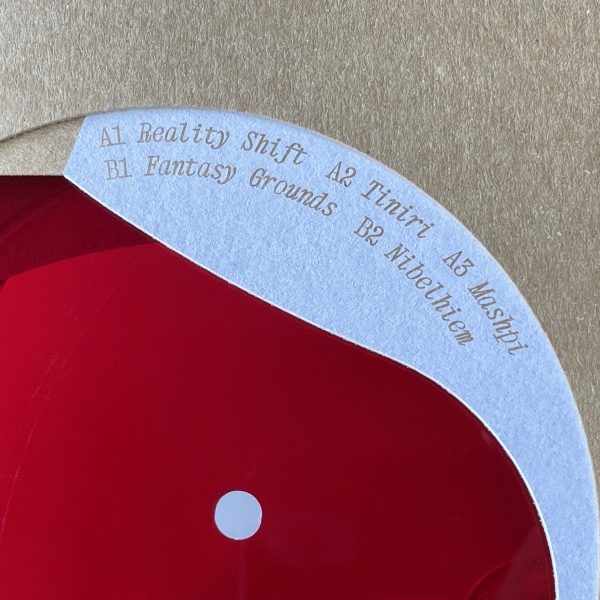 A1 Reality Shift A2 Tiniri A3 Mashpi
B1 Fantasy Grounds B2 Nibelhiem